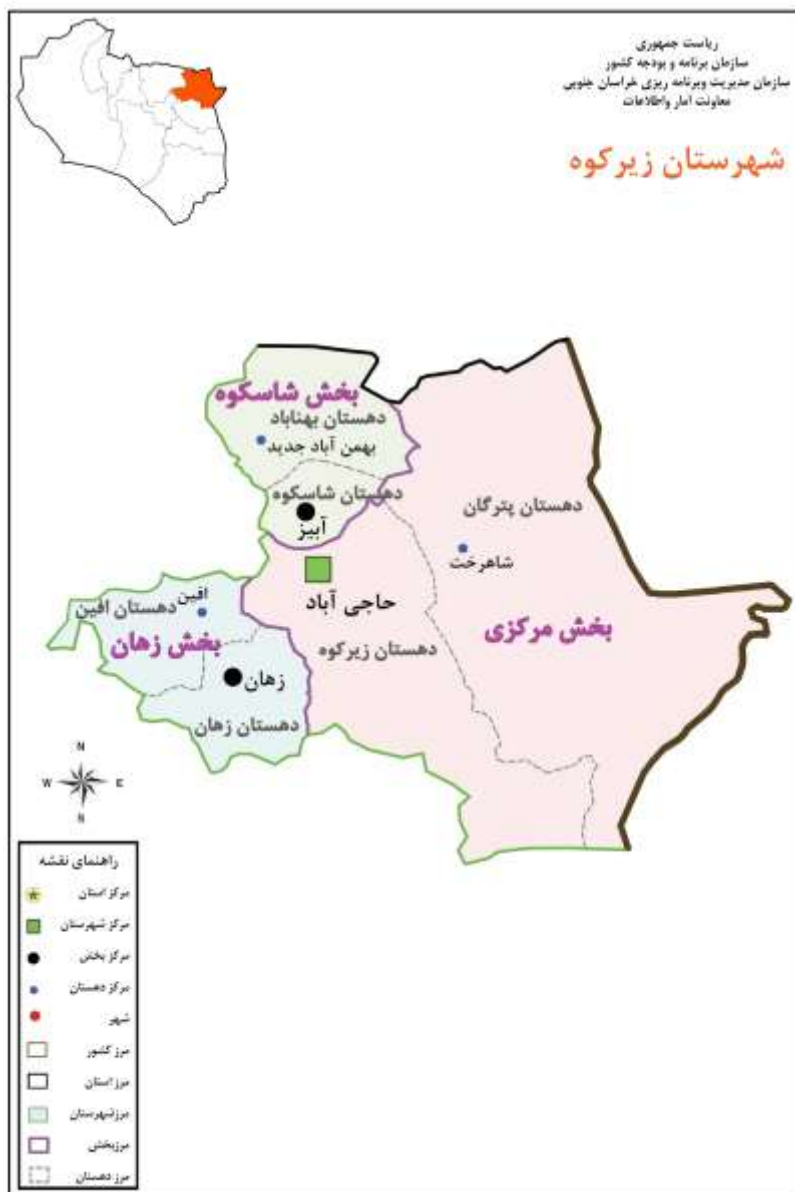 ریاست جمهوری
سازمان برنامه و بودجه کشور
سازمان مدیریت وبرنامه ریزی خراسان جنوبی
معاونت امار واطلاعات
شهرستان زیرکوه
بخش شاسکوه
دهستان بهناباد
بهمن آباد جدید
دهستان شاسکوه
آبیز
دهستان پترگان
شاهرخت
حاجی آباد
بخش مرکزی
دهستان زیرکوه
افین
دهستان افین
بخش زهان
زهان
دهستان زهان
N
W E
N
راهنمای نقشه
مرکز استان
مرکز شهرستان
مرکز بخش
مرکز دهستان
شهر
مرز کشور
مرز استان
مرزشهرستان
مرزبخش
مرز دهستان